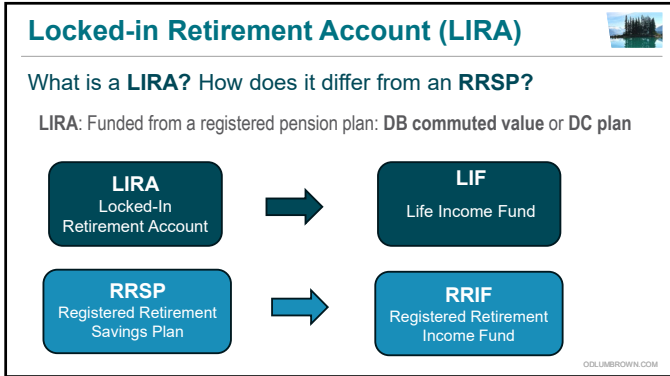 Locked-in Retirement Account (LIRA)
What is a LIRA? How does it differ from an RRSP?
LIRA: Funded from a registered pension plan: DB commuted value or DC plan
LIRA
Locked-In
Retirement Account
LIF
Life Income Fund
RRSP
Registered Retirement
Savings Plan
RRIF
Registered Retirement
Income Fund
ODLUMBROWN.COM